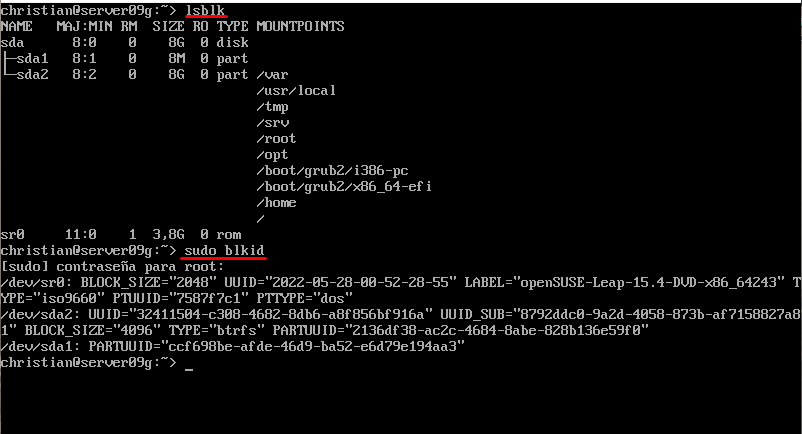 christian@server09g:~> lsblk
NAME   MAJ:MIN RM  SIZE RO TYPE MOUNTPOINTS
sda      8:0    0    8G  0 disk
├─sda1   8:1    0    8M  0 part
└─sda2   8:2    0    8G  0 part /var
                                /usr/local
                                /tmp
                                /srv
                                /root
                                /opt
                                /boot/grub2/i386-pc
                                /boot/grub2/x86_64-efi
                                /home
                                /
sr0     11:0    1  3,8G  0 rom
christian@server09g:~> sudo blkid
[sudo] contraseña para root:
/dev/sr0: BLOCK_SIZE="2048" UUID="2022-05-28-00-52-28-55" LABEL="openSUSE-Leap-15.4-DVD-x86_64243" T
YPE="iso9660" PTUUID="7587f7c1" PTTYPE="dos"
/dev/sda2: UUID="32411504-c308-4682-8db6-a8f856bf916a" UUID_SUB="8792ddc0-9a2d-4058-873b-af7158827a8
1" BLOCK_SIZE="4096" TYPE="btrfs" PARTUUID="2136df38-ac2c-4684-8abe-828b136e59f0"
/dev/sda1: PARTUUID="ccf698be-afde-46d9-ba52-e6d79e194aa3"
christian@server09g:~> _